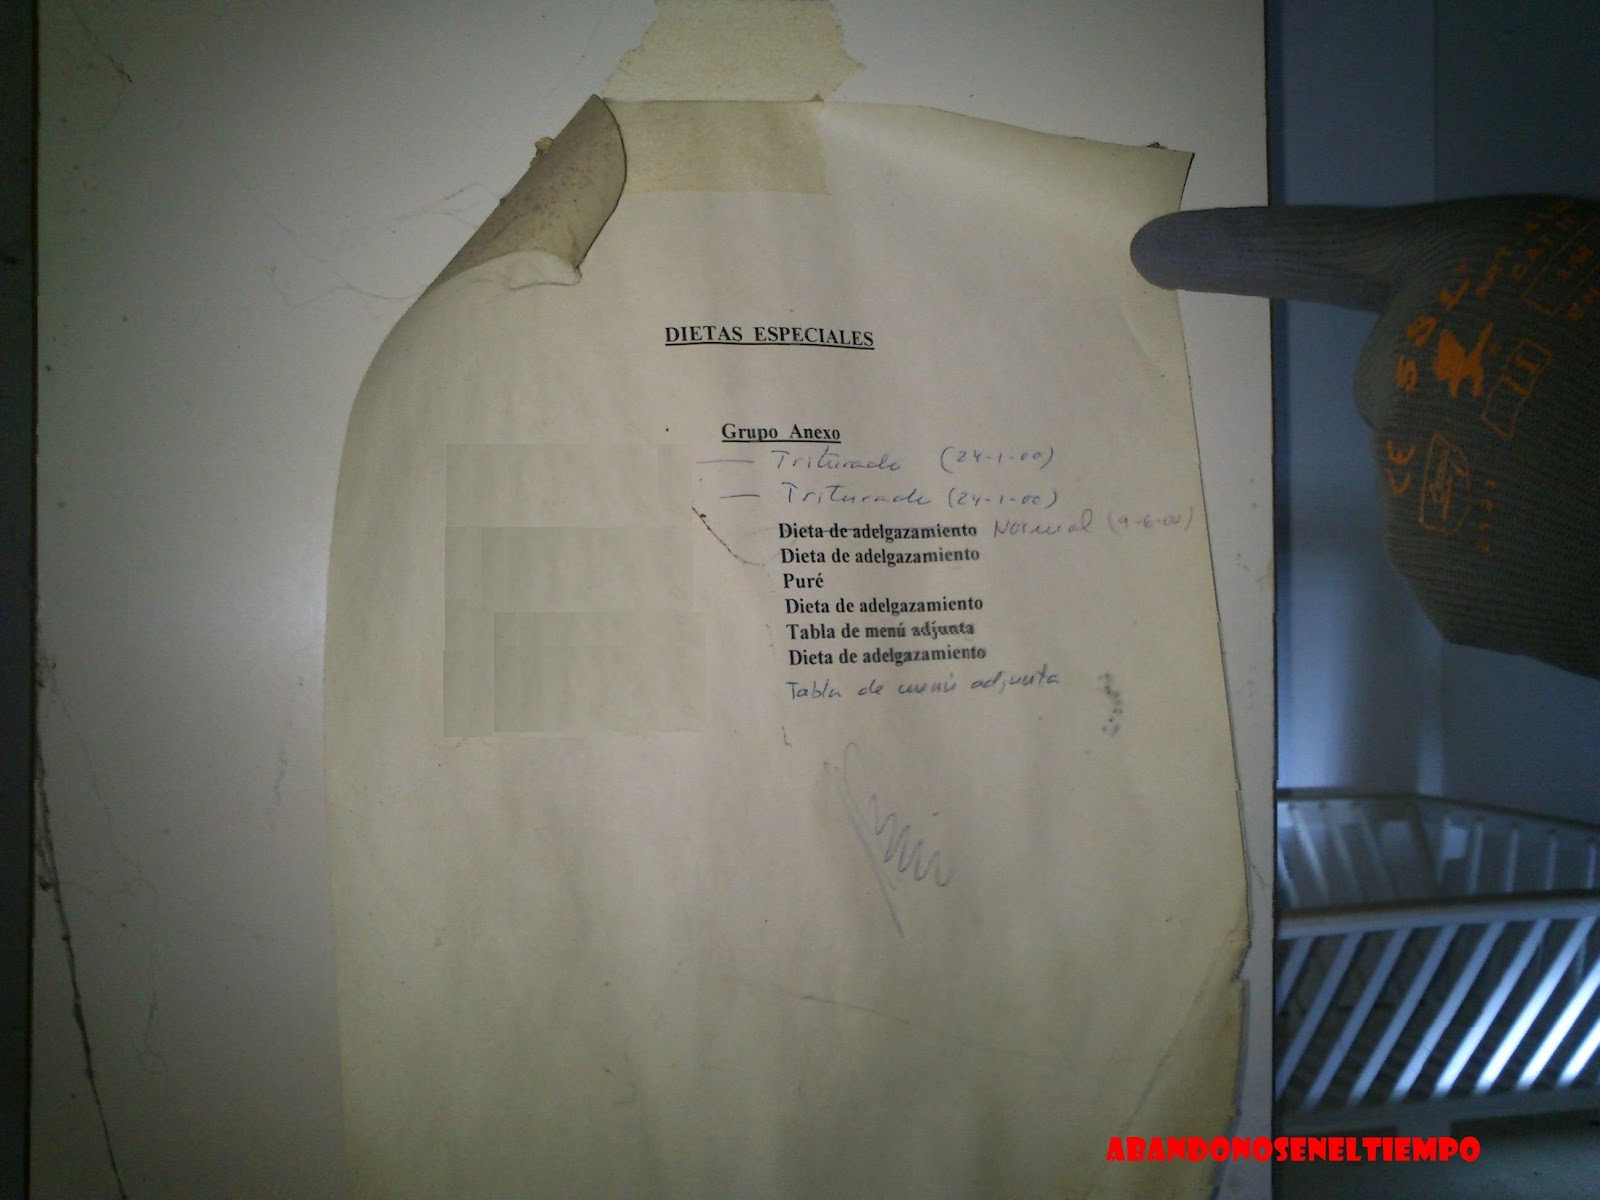 DIETAS ESPECIALES
Grupo Anexo
— Triturado (24-1-00)
— Triturado (24-1-00)
Dieta de adelgazamiento Normal (9-6-00)
Dieta de adelgazamiento
Puré
Dieta de adelgazamiento
Tabla de menú adjunta
Dieta de adelgazamiento
Tabla de menú adjunta
CE
ABANDONOSENELTIEMPO